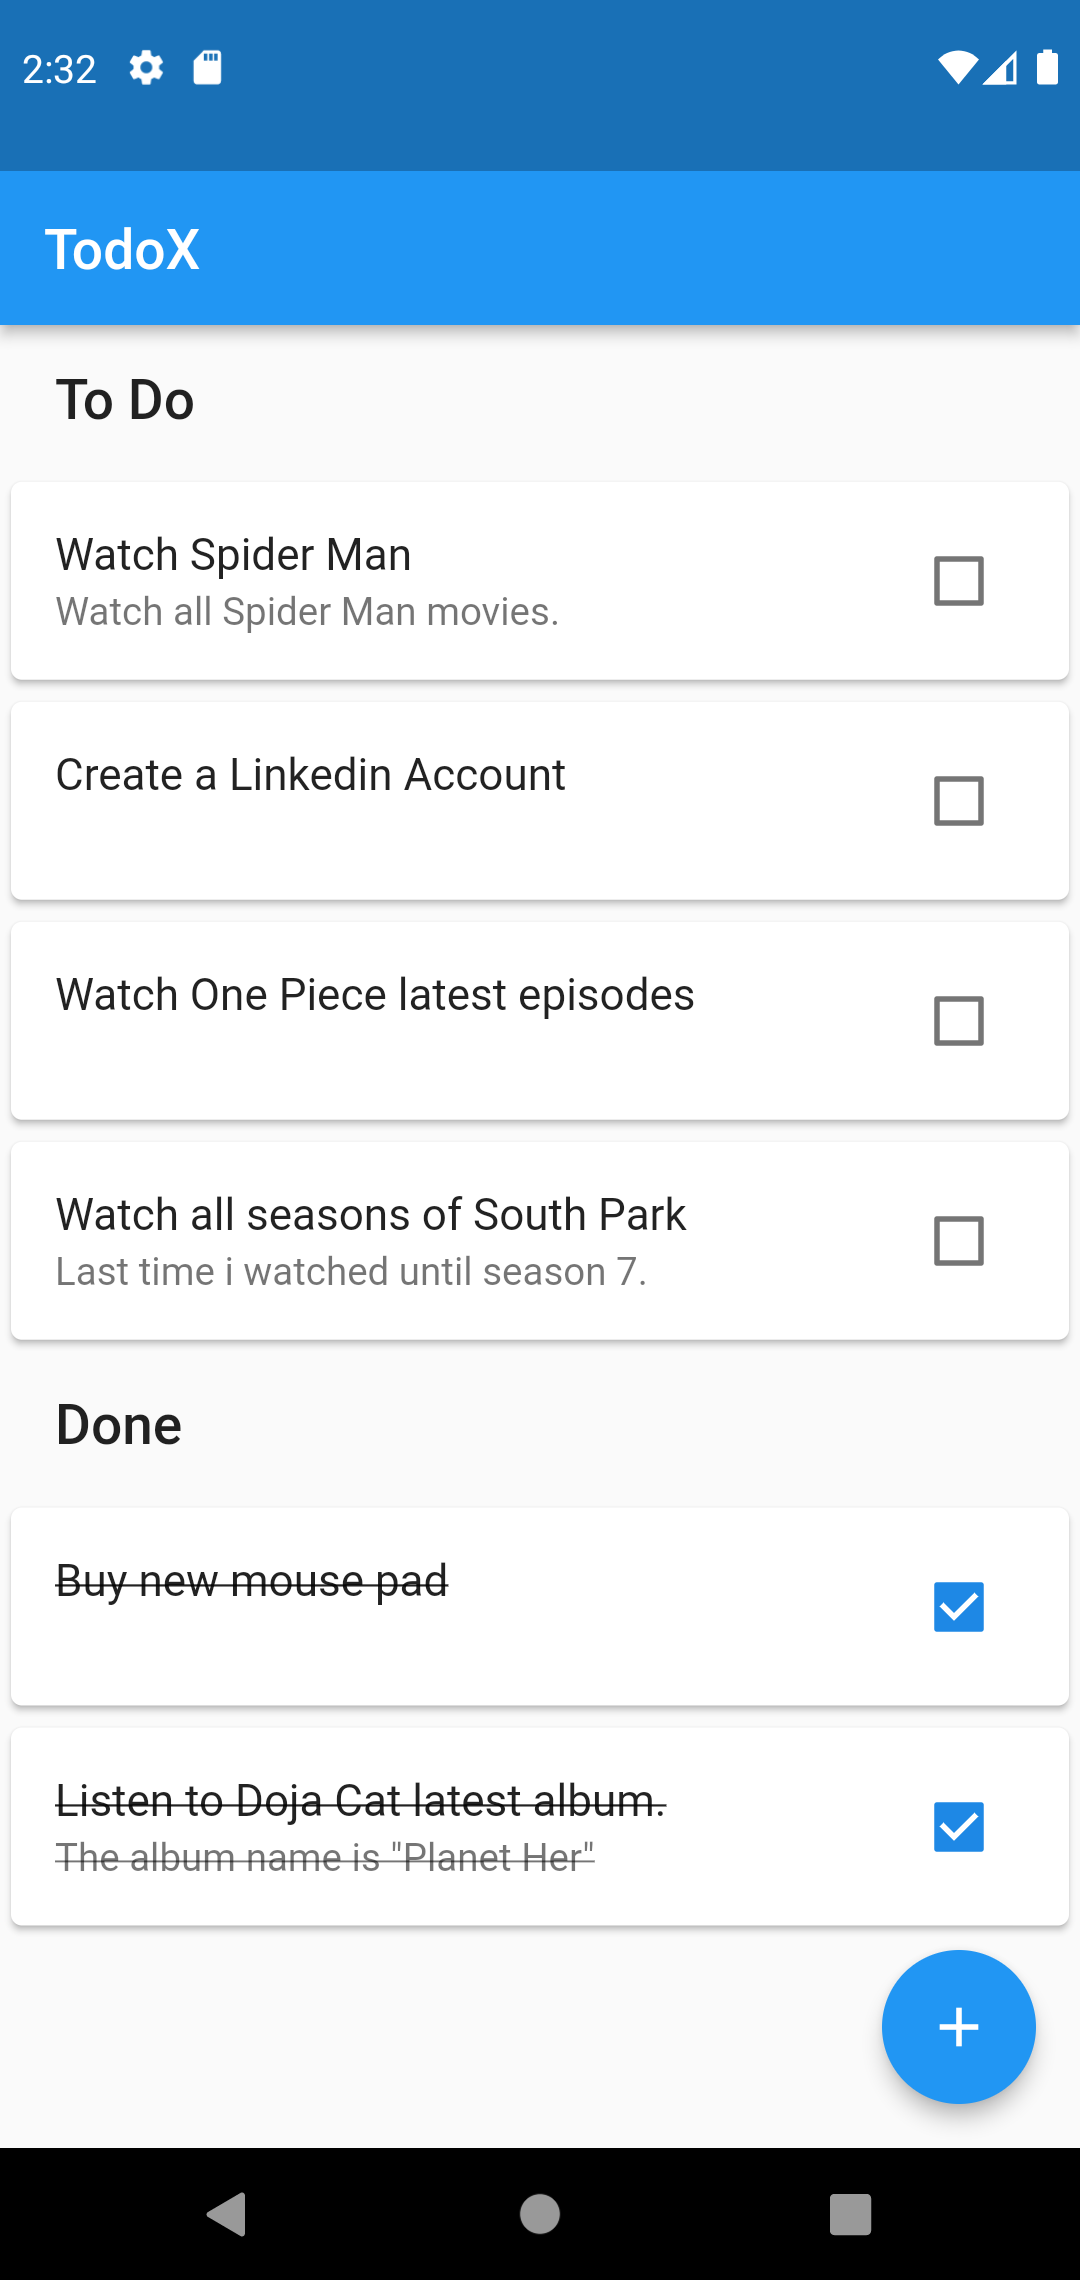 2:32
TodoX
To Do
Watch Spider Man
Watch all Spider Man movies.
Create a Linkedin Account
Watch One Piece latest episodes
Watch all seasons of South Park
Last time i watched until season 7.
Done
Buy new mouse pad
Listen to Doja Cat latest album.
The album name is "Planet Her"